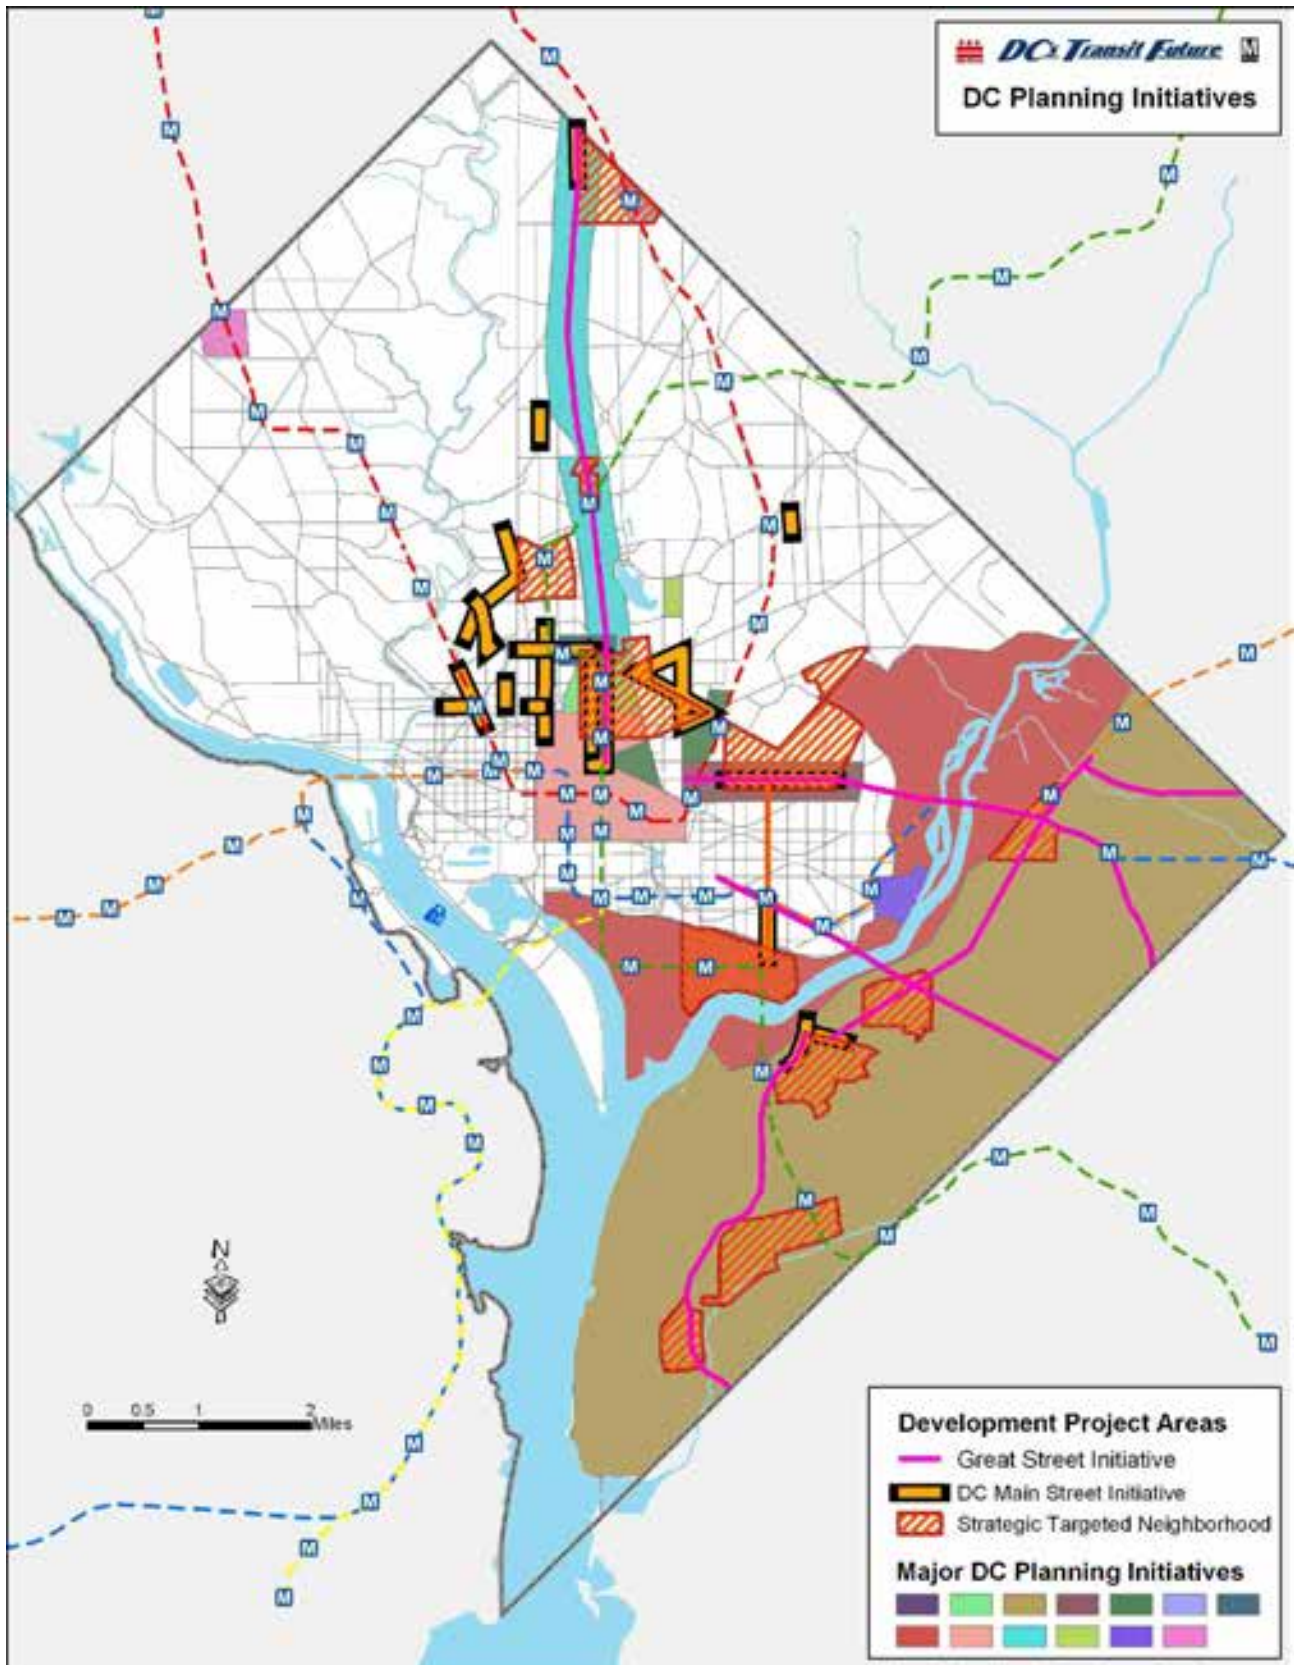 DC's Transit Future M
DC Planning Initiatives
N
0 0.5 1 2
Miles
Development Project Areas
Great Street Initiative
DC Main Street Initiative
Strategic Targeted Neighborhood
Major DC Planning Initiatives